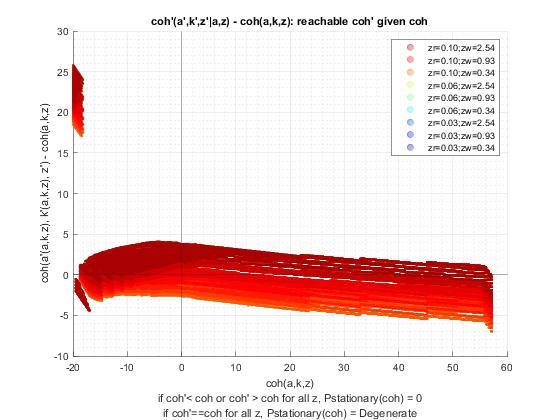 coh'(a',k',z'|a,z) - coh(a,k,z): reachable coh' given coh
coh(a'(a,k,z), k'(a,k,z), z') - coh(a,k,z)
30
25
20
15
10
5
0
-5
-10
-20
-10
0
10
20
30
40
50
60
zr=0.10;zw=2.54
zr=0.10;zw=0.93
zr=0.10;zw=0.34
zr=0.06;zw=2.54
zr=0.06;zw=0.93
zr=0.06;zw=0.34
zr=0.03;zw=2.54
zr=0.03;zw=0.93
zr=0.03;zw=0.34
coh(a,k,z)
if coh'< coh or coh' > coh for all z, Pstationary(coh) = 0
if coh'==coh for all z, Pstationary(coh) = Degenerate